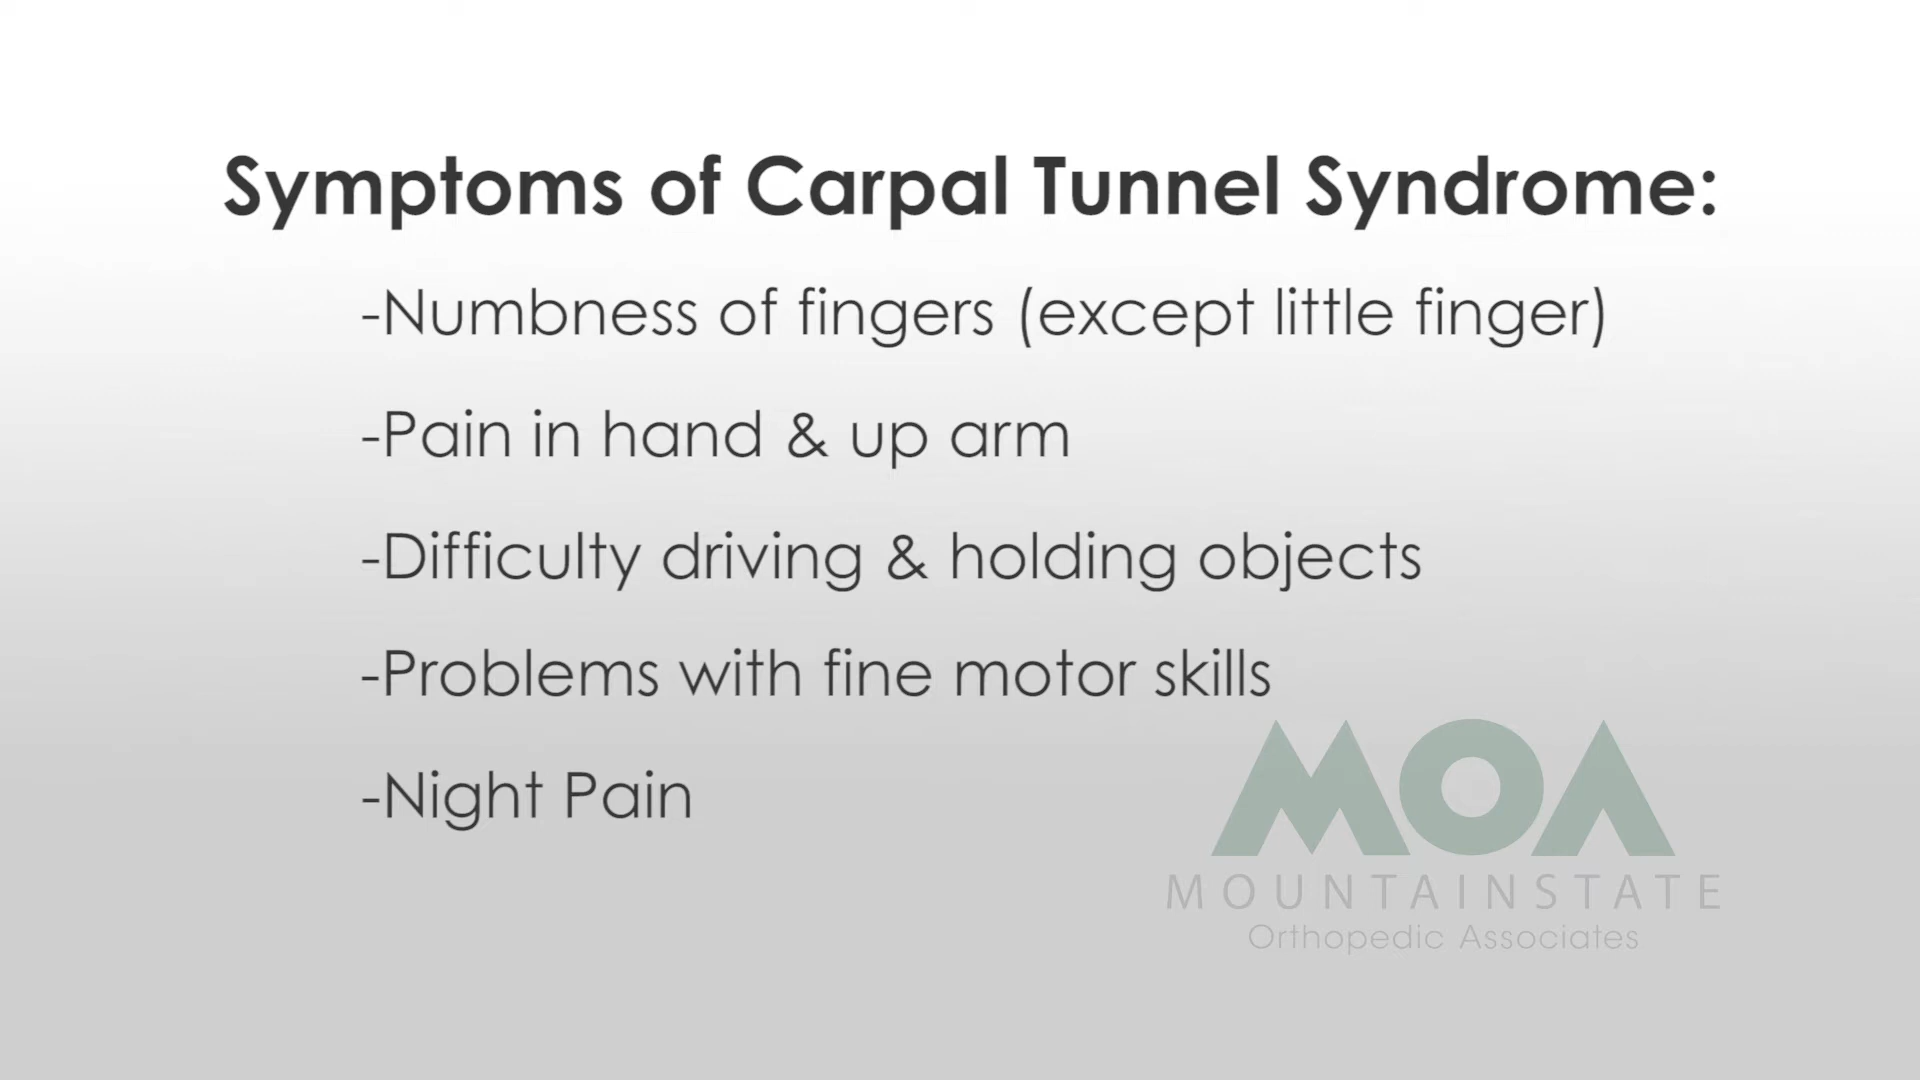 Symptoms of Carpal Tunnel Syndrome:
-Numbness of fingers (except little finger)
-Pain in hand & up arm
-Difficulty driving & holding objects
-Problems with fine motor skills
-Night Pain
MOA
MOUNTAINSTATE
Orthopedic Associates